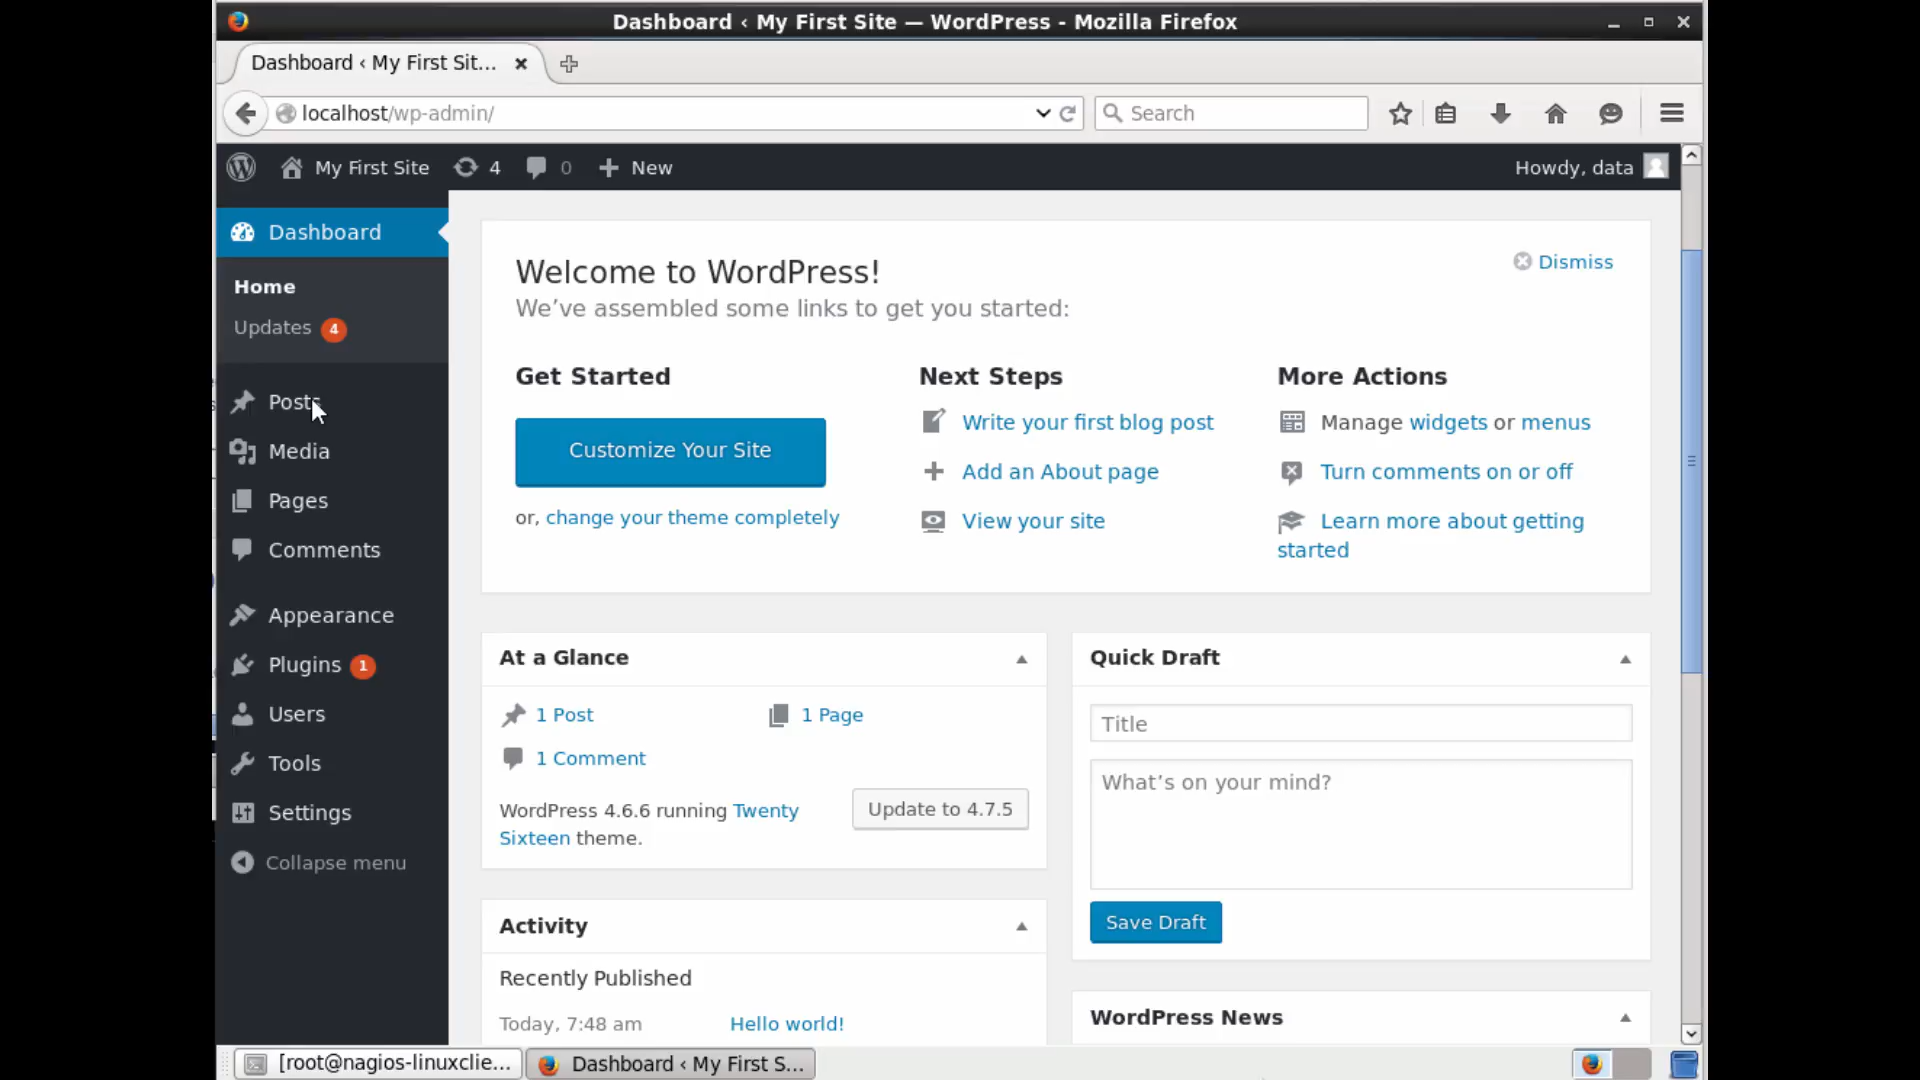 Dashboard ‹ My First Site — WordPress - Mozilla Firefox
Dashboard ‹ My First Sit...
localhost/wp-admin/
Search
My First Site
4
0
New
Howdy, data
Dashboard
Home
Updates 4
Posts
Media
Pages
Comments
Appearance
Plugins 1
Users
Tools
Settings
Collapse menu
Welcome to WordPress!
Dismiss
We’ve assembled some links to get you started:
Get Started
Customize Your Site
or, change your theme completely
Next Steps
Write your first blog post
Add an About page
View your site
More Actions
Manage widgets or menus
Turn comments on or off
Learn more about getting
started
At a Glance
1 Post
1 Page
1 Comment
WordPress 4.6.6 running Twenty
Sixteen theme.
Update to 4.7.5
Activity
Recently Published
Today, 7:48 am
Hello world!
Quick Draft
Title
What’s on your mind?
Save Draft
WordPress News
[root@nagios-linuxclie...
Dashboard ‹ My First S...